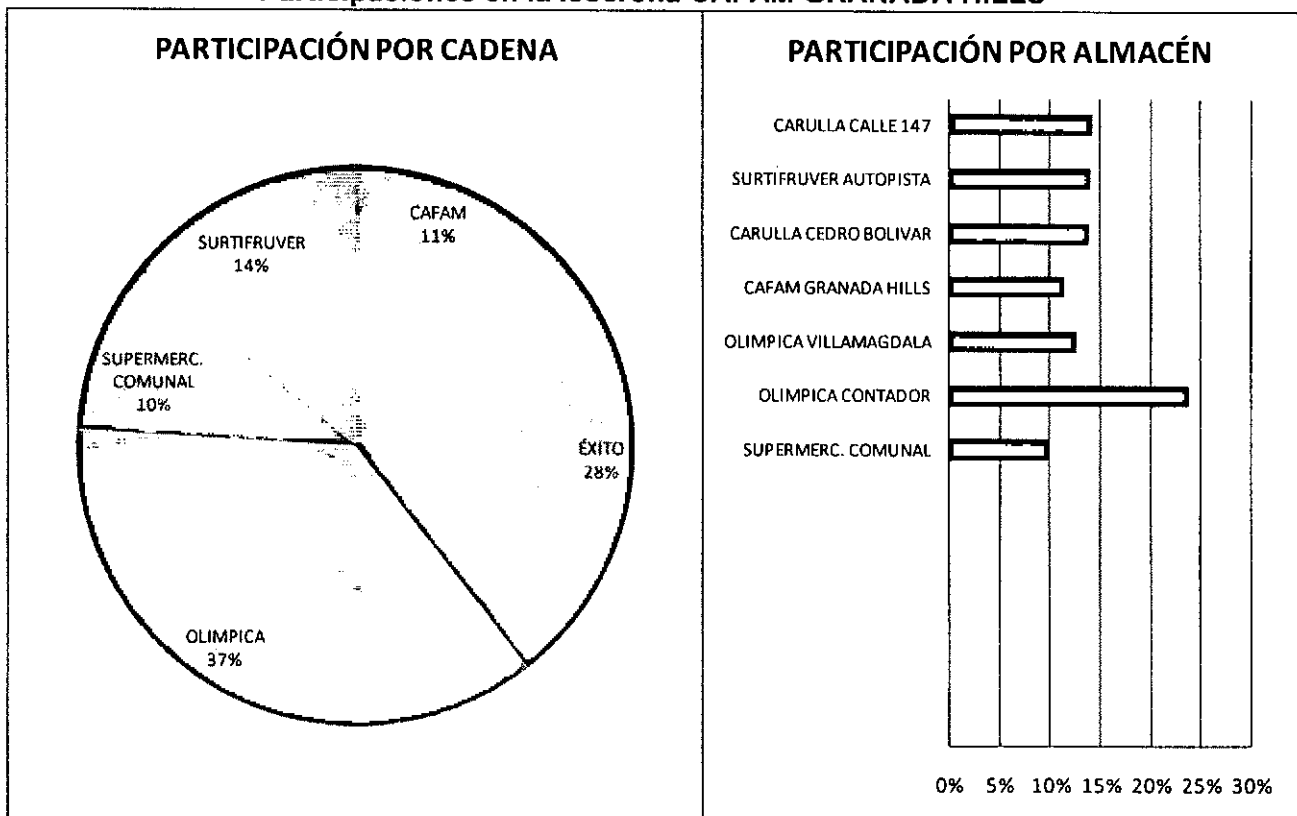 PARTICIPACIÓN POR CADENA
CAFAM
11%
SURTIFRUVER
14%
SUPERMERC.
COMUNAL
10%
ÉXITO
28%
OLIMPICA
37%
PARTICIPACIÓN POR ALMACÉN
CARULLA CALLE 147
SURTIFRUVER AUTOPISTA
CARULLA CEDRO BOLIVAR
CAFAM GRANADA HILLS
OLIMPICA VILLAMAGDALA
OLIMPICA CONTADOR
SUPERMERC. COMUNAL
0% 5% 10% 15% 20% 25% 30%